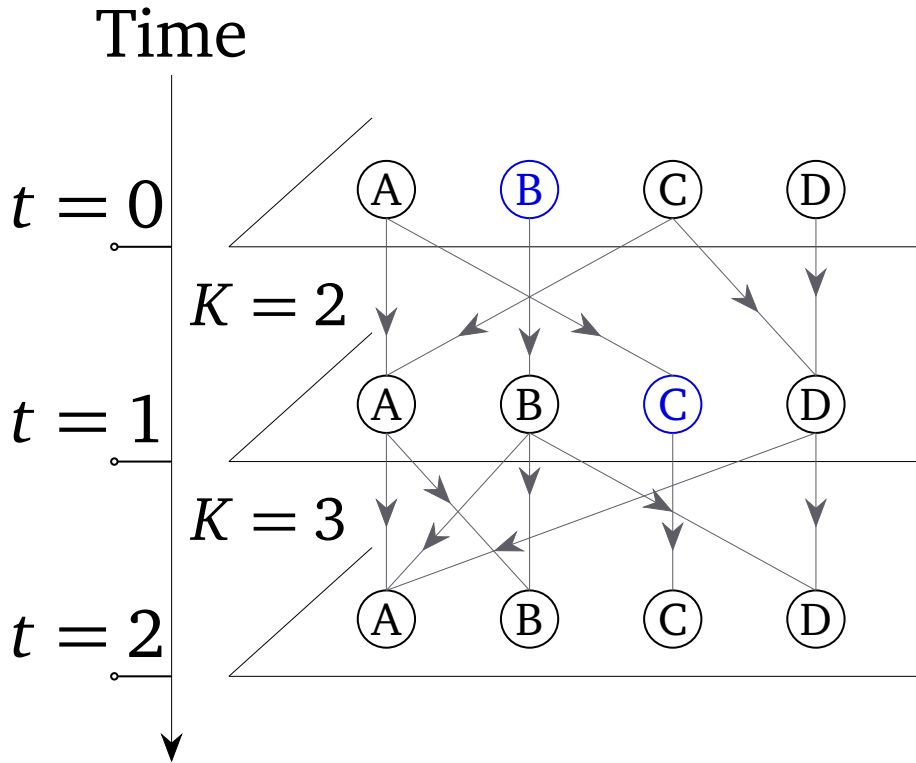 Time
t = 0
A B C D
K = 2
t = 1
A B C D
K = 3
t = 2
A B C D